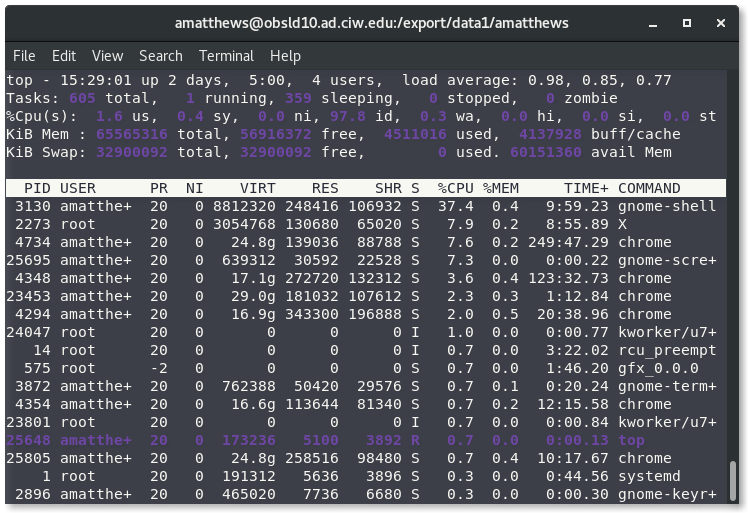 amatthews@obsld10.ad.ciw.edu:/export/data1/amatthews
File Edit View Search Terminal Help
top - 15:29:01 up 2 days,  5:00,  4 users,  load average: 0.98, 0.85, 0.77
Tasks: 605 total,   1 running, 359 sleeping,   0 stopped,   0 zombie
%Cpu(s):  1.6 us,  0.4 sy,  0.0 ni, 97.8 id,  0.3 wa,  0.0 hi,  0.0 si,  0.0 st
KiB Mem : 65565316 total, 56916372 free,  4511016 used,  4137928 buff/cache
KiB Swap: 32900092 total, 32900092 free,        0 used. 60151360 avail Mem
PID USER      PR  NI    VIRT    RES    SHR S  %CPU %MEM     TIME+ COMMAND
3130 amatthe+  20   0 8812320 248416 106932 S  37.4  0.4   9:59.23 gnome-shell
2273 root      20   0 3054768 130680  65020 S   7.9  0.2   8:55.89 X
4734 amatthe+  20   0   24.8g 139036  88788 S   7.6  0.2 249:47.29 chrome
25695 amatthe+  20   0  639312  30592  22528 S   7.3  0.0   0:00.22 gnome-scre+
4348 amatthe+  20   0   17.1g 272720 132312 S   3.6  0.4 123:32.73 chrome
23453 amatthe+  20   0   29.0g 181032 107612 S   2.3  0.3   1:12.84 chrome
4294 amatthe+  20   0   16.9g 343300 196888 S   2.0  0.5  20:38.96 chrome
24047 root      20   0       0      0      0 I   1.0  0.0   0:00.77 kworker/u7+
14 root      20   0       0      0      0 I   0.7  0.0   3:22.02 rcu_preempt
575 root      -2   0       0      0      0 S   0.7  0.0   1:46.20 gfx_0.0.0
3872 amatthe+  20   0  762388  50420  29576 S   0.7  0.1   0:20.24 gnome-term+
4354 amatthe+  20   0   16.6g 113644  81340 S   0.7  0.2  12:15.58 chrome
23801 root      20   0       0      0      0 I   0.7  0.0   0:00.84 kworker/u7+
25648 amatthe+  20   0  173236   5100   3892 R   0.7  0.0   0:00.13 top
25805 amatthe+  20   0   24.8g 258516  98480 S   0.7  0.4  10:17.67 chrome
1 root      20   0  191312   5636   3896 S   0.3  0.0   0:44.56 systemd
2896 amatthe+  20   0  465020   7736   6680 S   0.3  0.0   0:00.30 gnome-keyr+